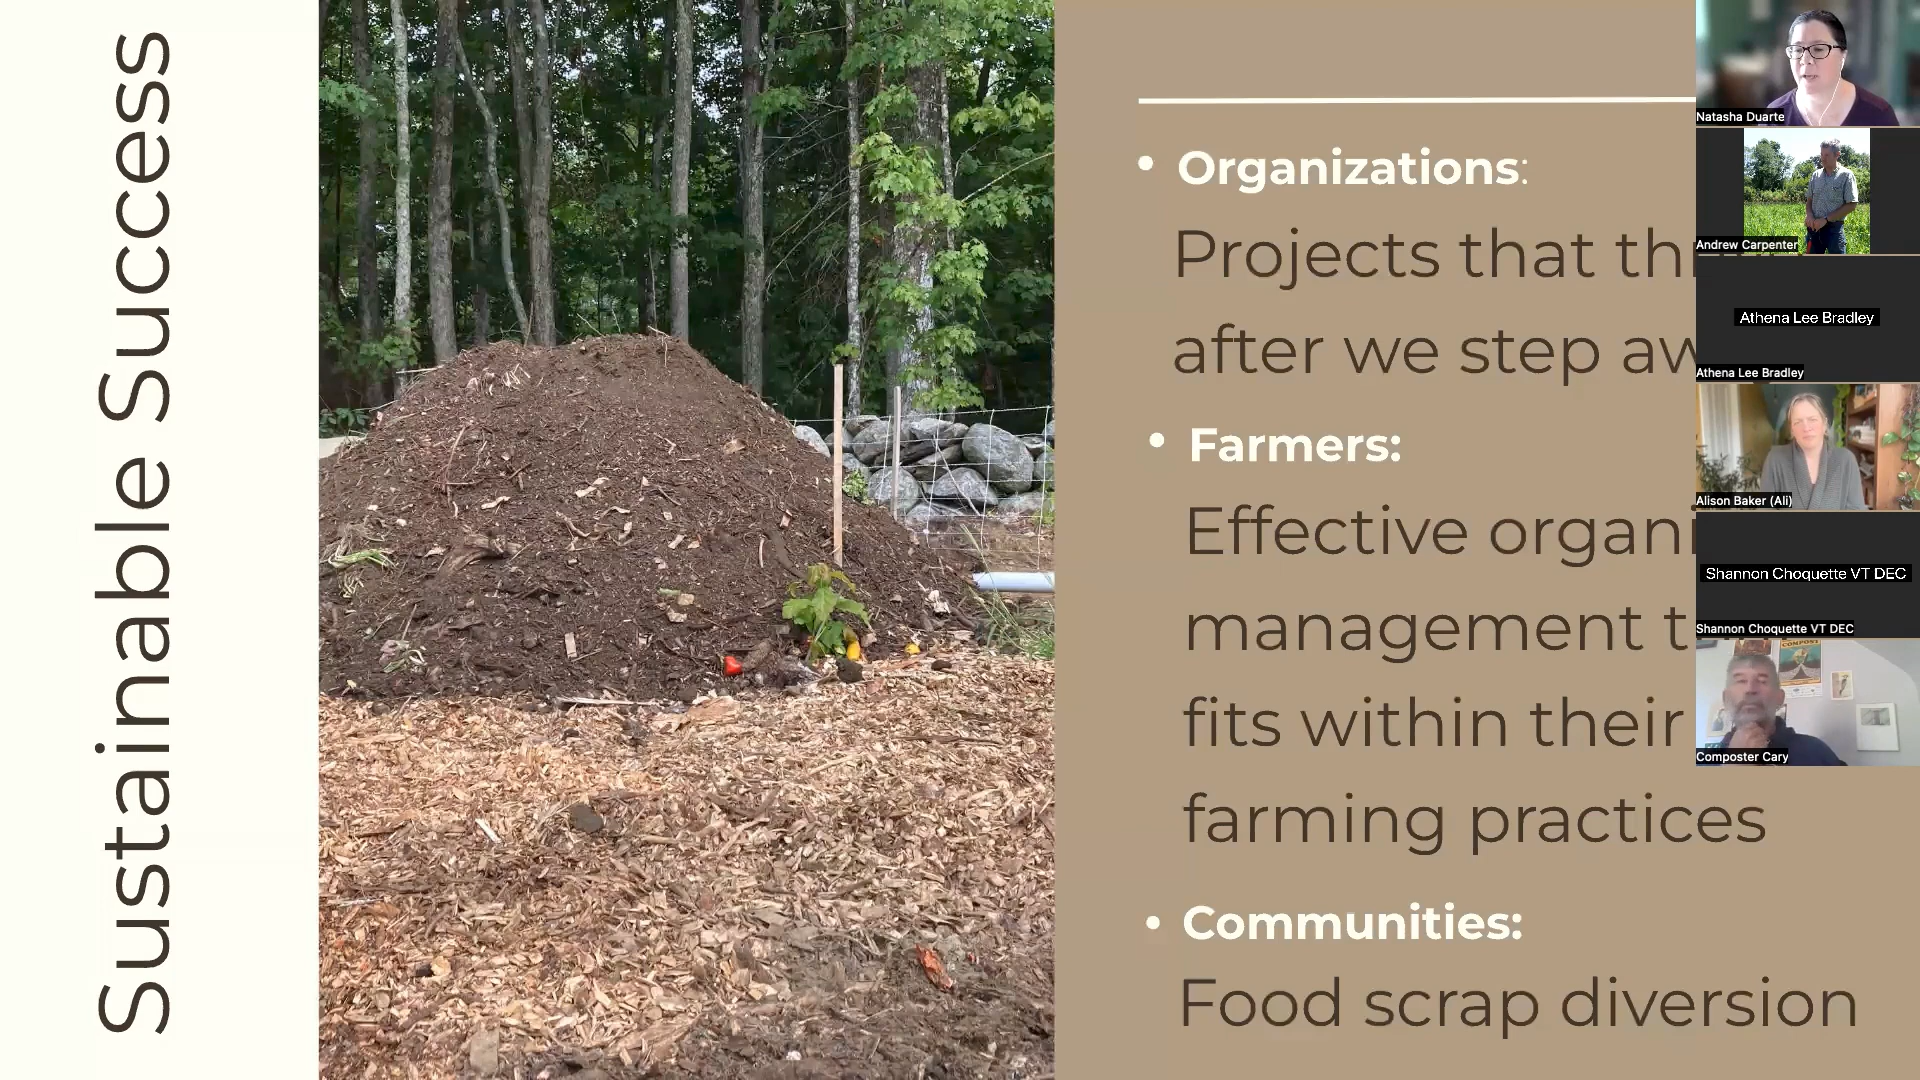 Sustainable Success
Organizations:
Projects that th
after we step aw
Farmers:
Effective organi
management t
fits within their
farming practices
Communities:
Food scrap diversion
Natasha Duarte
Andrew Carpenter
Athena Lee Bradley
Athena Lee Bradley
Alison Baker (Ali)
Shannon Choquette VT DEC
Shannon Choquette VT DEC
COMPOST
Composter Cary